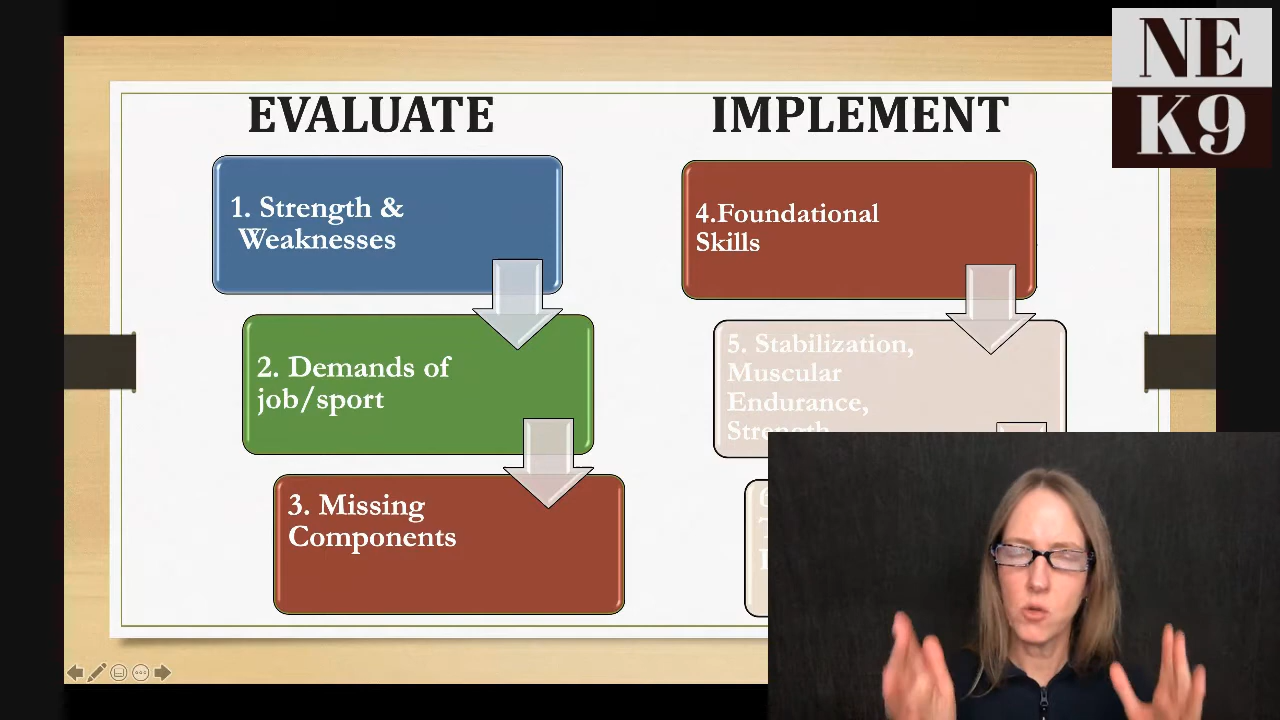 EVALUATE
1. Strength &
Weaknesses
2. Demands of
job/sport
3. Missing
Components
IMPLEMENT
4.Foundational
Skills
5. Stabilization,
Muscular
Endurance,
Strength
NE
K9